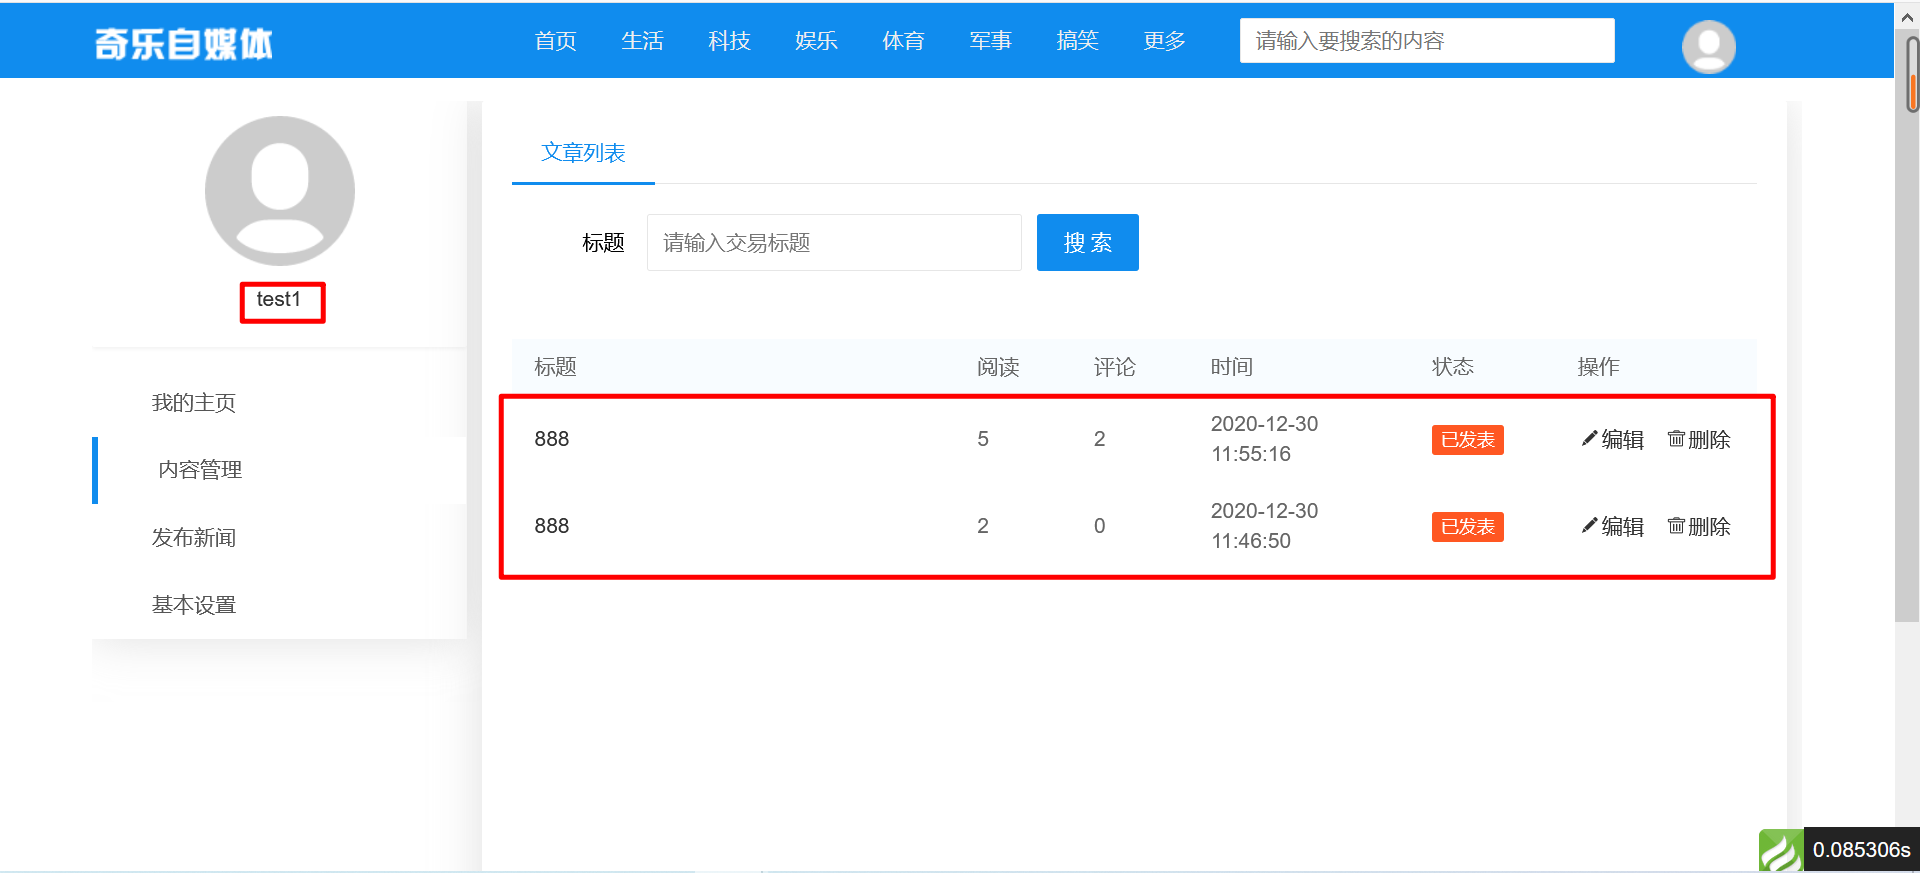 奇乐自媒体 首页 生活 科技 娱乐 体育 军事 搞笑 更多 请输入要搜索的内容
test1
我的主页
内容管理
发布新闻
基本设置
文章列表
标题 请输入交易标题 搜 索
标题 阅读 评论 时间 状态 操作
888 5 2 2020-12-30 已发表 编辑 删除
11:55:16
888 2 0 2020-12-30 已发表 编辑 删除
11:46:50
0.085306s